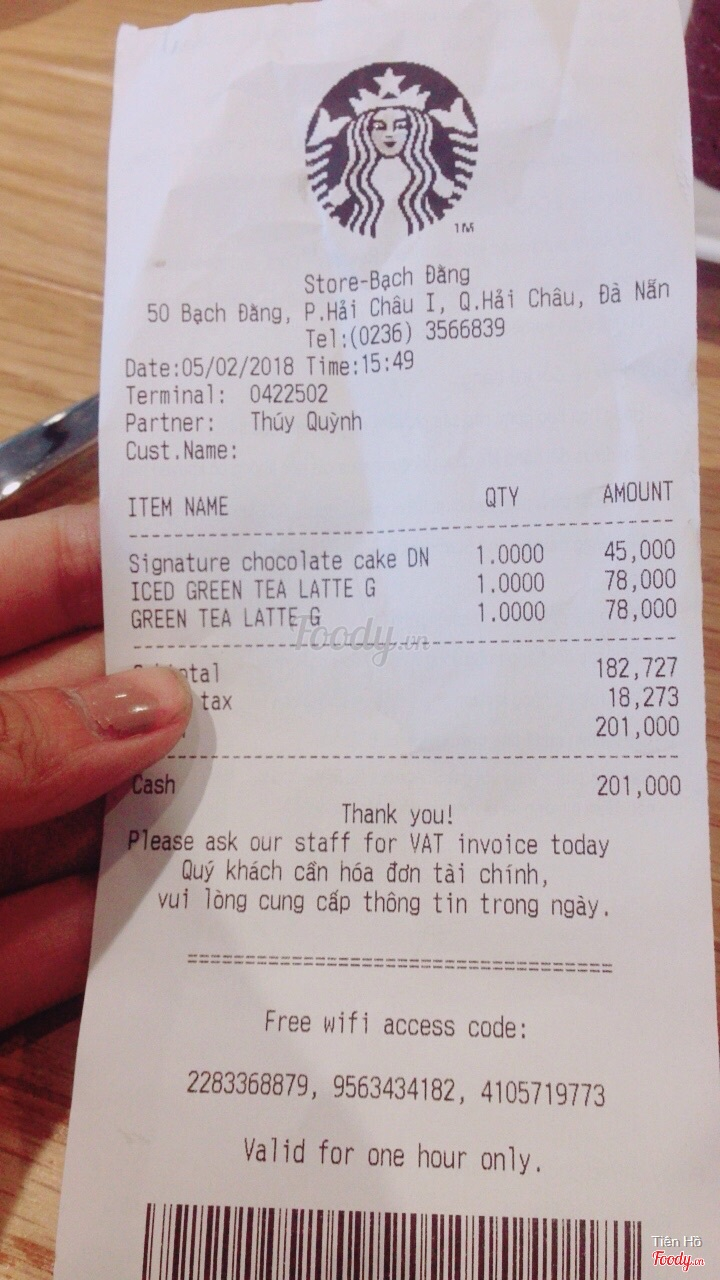 TM
Store-Bạch Đằng
50 Bạch Đằng, P.Hải Châu I, Q.Hải Châu, Đà Nẵn
Tel:(0236) 3566839
Date:05/02/2018 Time:15:49
Terminal: 0422502
Partner: Thúy Quỳnh
Cust.Name:
ITEM NAME QTY AMOUNT
Signature chocolate cake DN 1.0000 45,000
ICED GREEN TEA LATTE G 1.0000 78,000
GREEN TEA LATTE G 1.0000 78,000
Foody.vn
182,727
tax 18,273
201,000
Cash 201,000
Thank you!
Please ask our staff for VAT invoice today
Quý khách cần hóa đơn tài chính,
vui lòng cung cấp thông tin trong ngày.
Free wifi access code:
2283368879, 9563434182, 4105719773
Valid for one hour only.
Tiên Hồ
Foody.vn